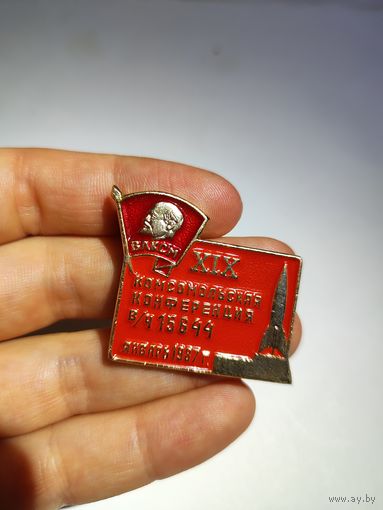 ВЛКСМ
XIX
КОМСОМОЛЬСКАЯ
КОНФЕРЕНЦИЯ
В/Ч 15644
ЯНВАРЬ 1987 г.
www.ay.by